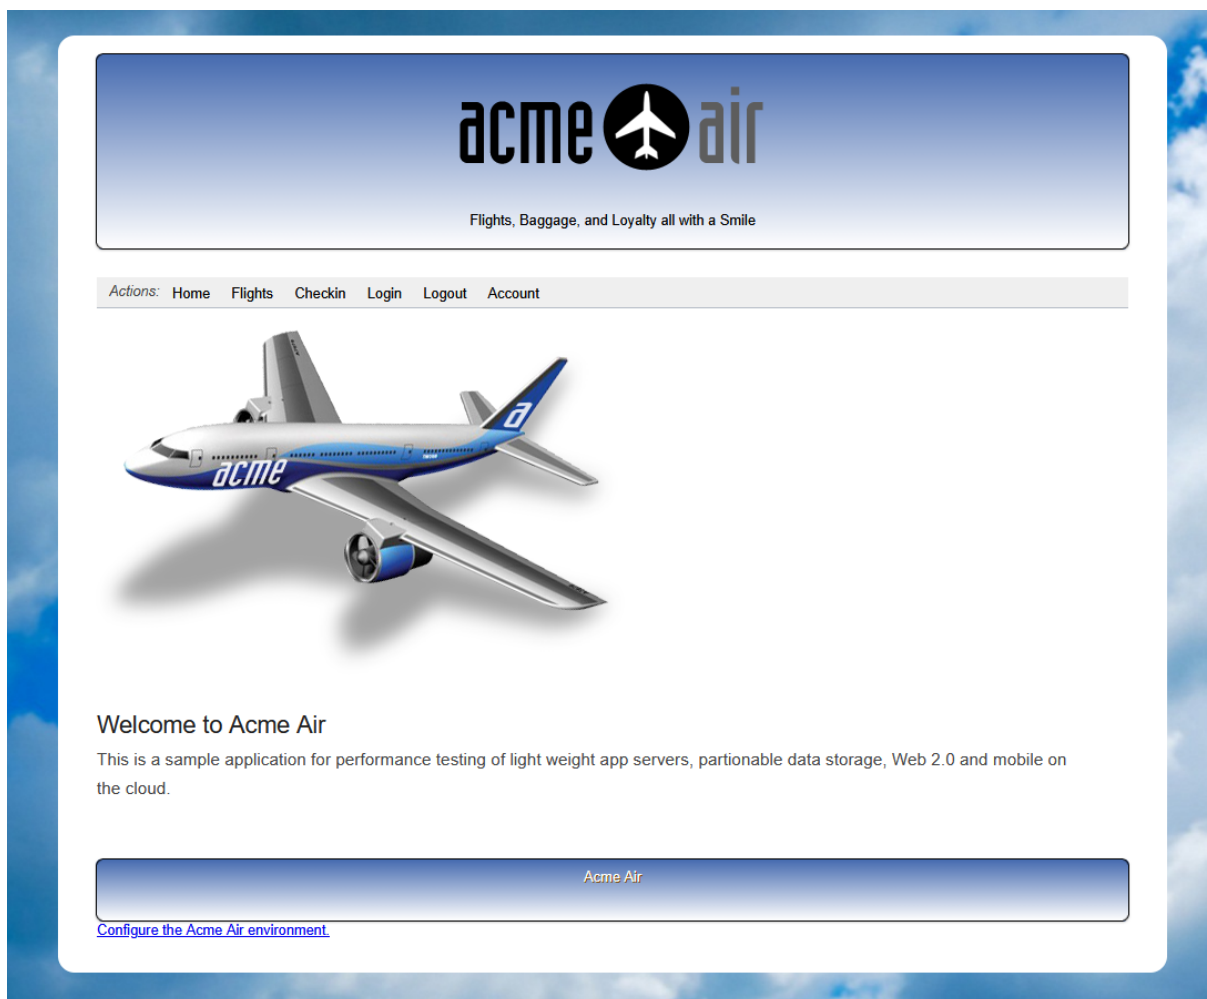 acme air
Flights, Baggage, and Loyalty all with a Smile
Actions: Home Flights Checkin Login Logout Account
a
acme
Welcome to Acme Air
This is a sample application for performance testing of light weight app servers, partionable data storage, Web 2.0 and mobile on
the cloud.
Acme Air
Configure the Acme Air environment.